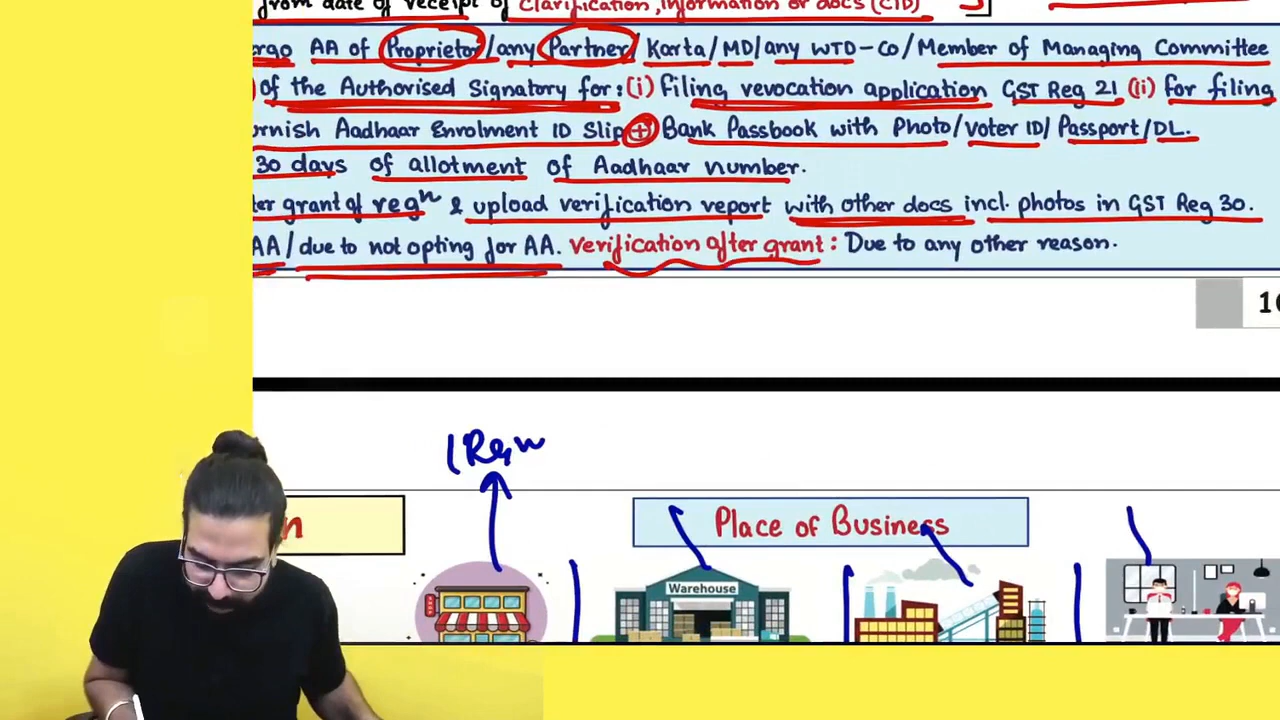 from date of receipt of clarification, information or docs (CID)
ergo AA of Proprietor/any Partner/Karta/MD/any WTD-Co/Member of Managing Committee
of the Authorised Signatory for: (i) Filing revocation application GST Reg 21 (ii) for filing
rnish Aadhaar Enrolment ID Slip + Bank Passbook with Photo/Voter ID/Passport/DL.
30 days of allotment of Aadhaar number.
ter grant of regn & upload verification report with other docs incl. photos in GST Reg 30.
AA/due to not opting for AA. Verification after grant: Due to any other reason.
1 Regn
n
Place of Business
Warehouse